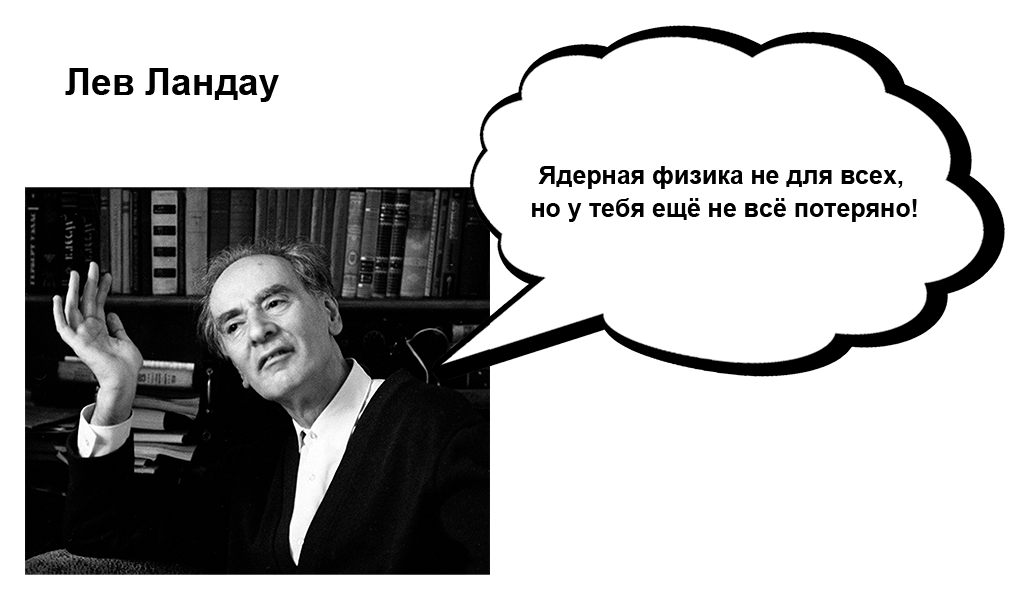 Лев Ландау
Ядерная физика не для всех,
но у тебя ещё не всё потеряно!